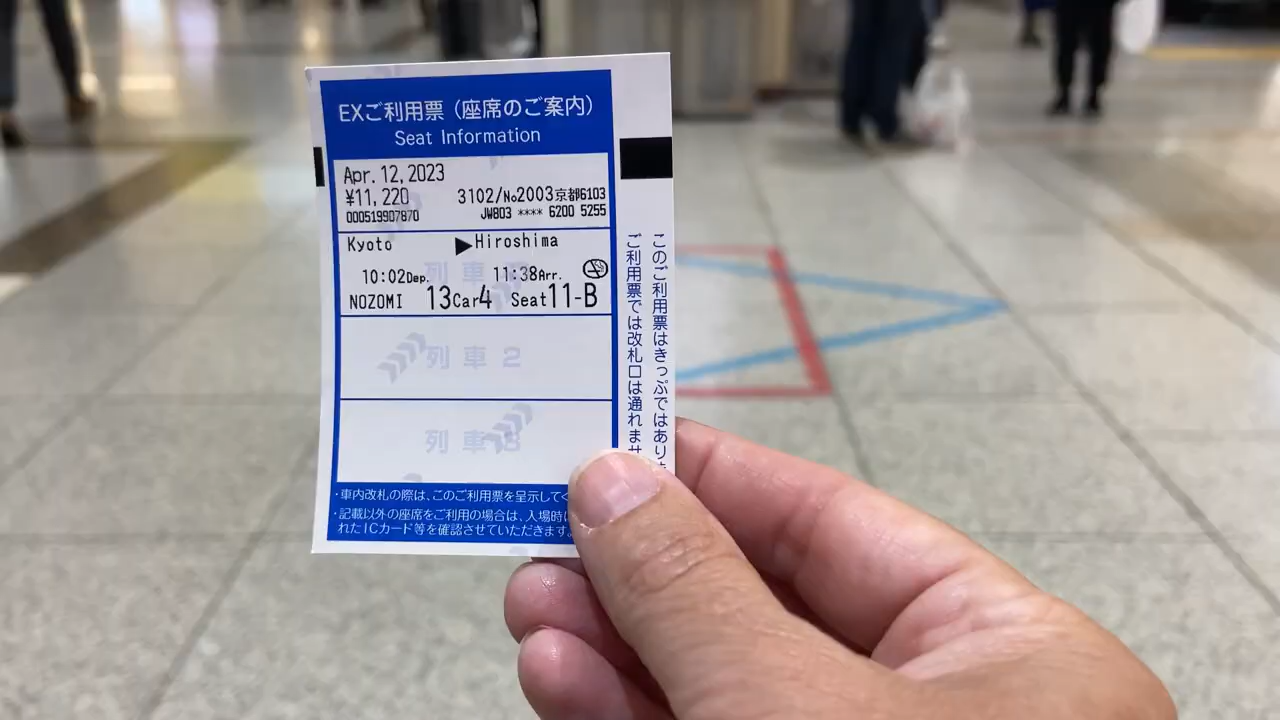 EXご利用票（座席のご案内）
Seat Information
Apr. 12, 2023
¥11, 220
3102/No2003京都6103
000519907870
JW803 **** 6200 5255
Kyoto ▶Hiroshima
列車
10:02Dep. 11:38Arr.
NOZOMI 13Car4 Seat11-B
列車2
列車3
・車内改札の際は、このご利用票を呈示して
・記載以外の座席をご利用の場合は、入場時
れたICカード等を確認させていただきます。
このご利用票はきっぷではあり
ご利用票では改札口は通れませ